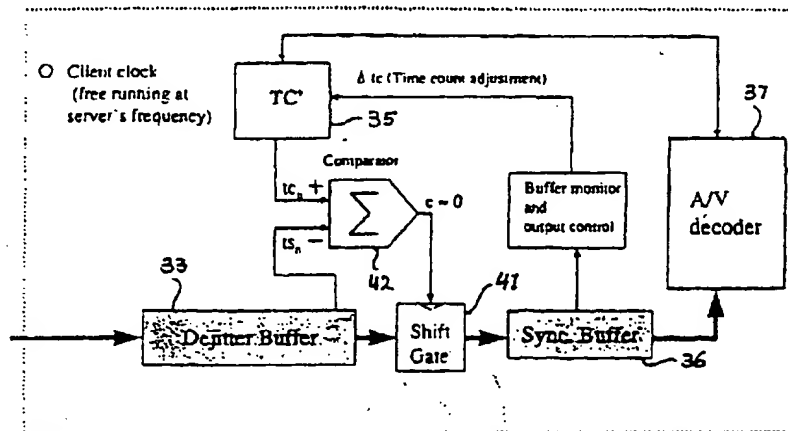 Client clock
(free running at
server's frequency)
TC'
35
Δ tc (Time count adjustment)
37
A/V
decoder
Comparator
tcₙ +
tsₙ −
Σ
e ~ 0
42
Buffer monitor
and
output control
33
41
Dejitter Buffer
Shift
Gate
Sync. Buffer
36